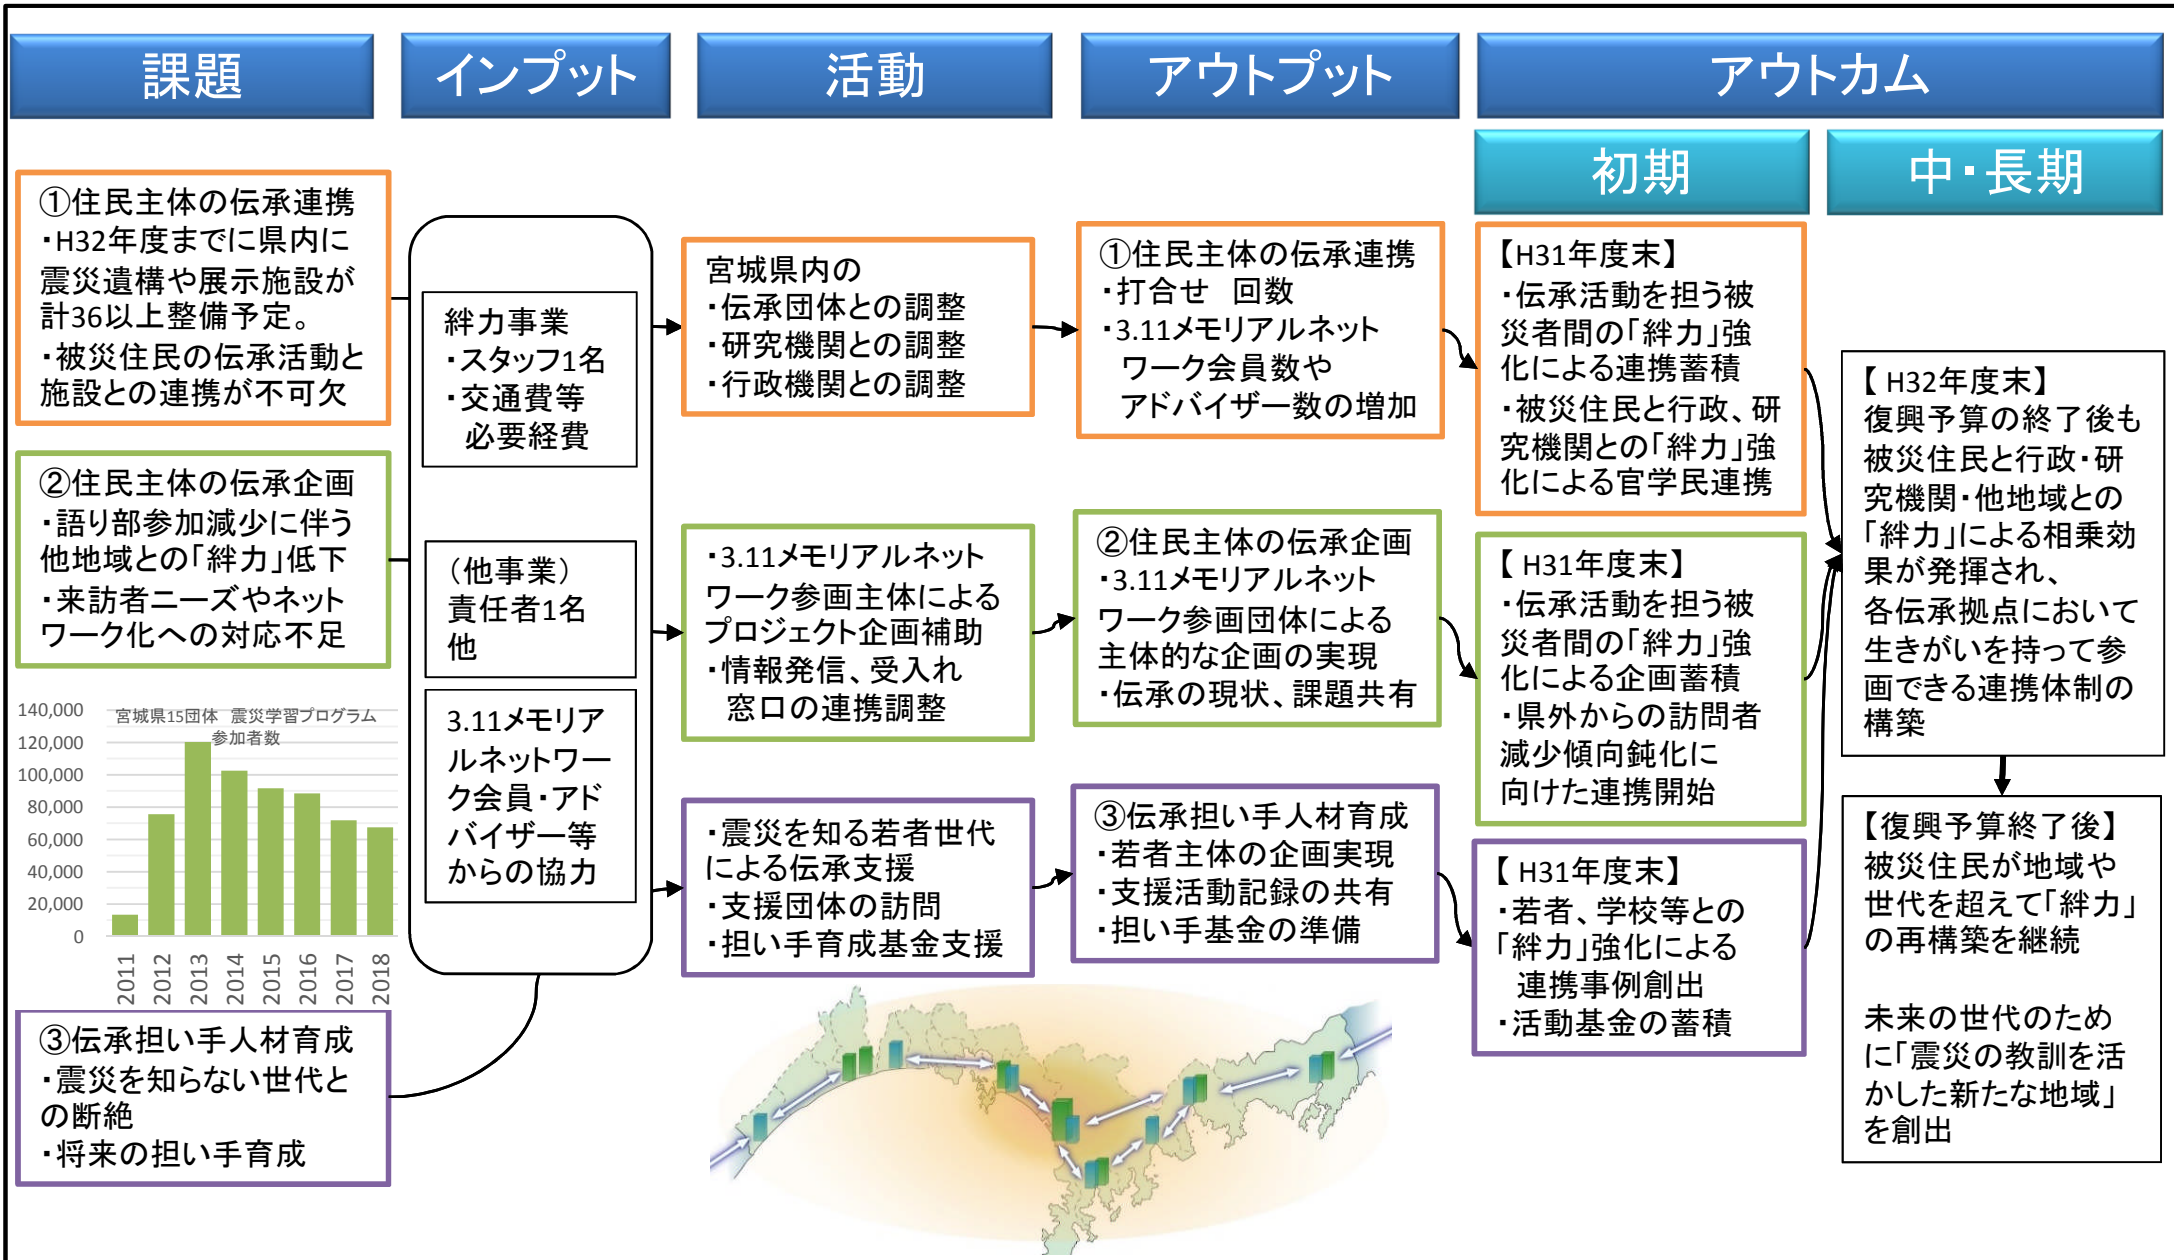 課題
インプット
活動
アウトプット
アウトカム
初期
中・長期
①住民主体の伝承連携
・H32年度までに県内に
震災遺構や展示施設が
計36以上整備予定。
・被災住民の伝承活動と
施設との連携が不可欠
②住民主体の伝承企画
・語り部参加減少に伴う
他地域との「絆力」低下
・来訪者ニーズやネット
ワーク化への対応不足
宮城県15団体 震災学習プログラム
参加者数
140,000
120,000
100,000
80,000
60,000
40,000
20,000
0
2011
2012
2013
2014
2015
2016
2017
2018
③伝承担い手人材育成
・震災を知らない世代と
の断絶
・将来の担い手育成
絆力事業
・スタッフ1名
・交通費等
必要経費
（他事業）
責任者1名
他
3.11メモリア
ルネットワー
ク会員・アド
バイザー等
からの協力
宮城県内の
・伝承団体との調整
・研究機関との調整
・行政機関との調整
・3.11メモリアルネット
ワーク参画主体による
プロジェクト企画補助
・情報発信、受入れ
窓口の連携調整
・震災を知る若者世代
による伝承支援
・支援団体の訪問
・担い手育成基金支援
①住民主体の伝承連携
・打合せ 回数
・3.11メモリアルネット
ワーク会員数や
アドバイザー数の増加
②住民主体の伝承企画
・3.11メモリアルネット
ワーク参画団体による
主体的な企画の実現
・伝承の現状、課題共有
③伝承担い手人材育成
・若者主体の企画実現
・支援活動記録の共有
・担い手基金の準備
【H31年度末】
・伝承活動を担う被
災者間の「絆力」強
化による連携蓄積
・被災住民と行政、研
究機関との「絆力」強
化による官学民連携
【 H31年度末】
・伝承活動を担う被
災者間の「絆力」強
化による企画蓄積
・県外からの訪問者
減少傾向鈍化に
向けた連携開始
【 H31年度末】
・若者、学校等との
「絆力」強化による
連携事例創出
・活動基金の蓄積
【 H32年度末】
復興予算の終了後も
被災住民と行政・研
究機関・他地域との
「絆力」による相乗効
果が発揮され、
各伝承拠点において
生きがいを持って参
画できる連携体制の
構築
【復興予算終了後】
被災住民が地域や
世代を超えて「絆力」
の再構築を継続
未来の世代のため
に「震災の教訓を活
かした新たな地域」
を創出